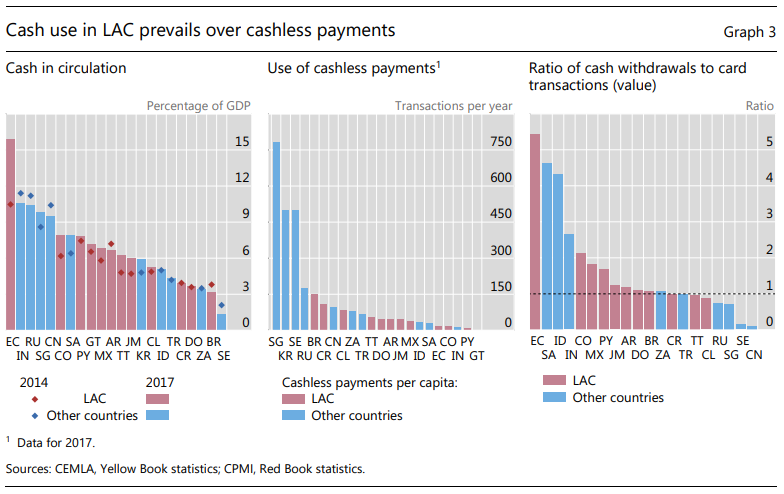 Cash use in LAC prevails over cashless payments
Graph 3
Cash in circulation
Percentage of GDP
15
12
9
6
3
0
EC RU CN SA GT AR JM CL TR DO BR
IN SG CO PY MX TT KR ID CR ZA SE
2014 2017
LAC
Other countries
Use of cashless payments1
Transactions per year
750
600
450
300
150
0
SG SE BR CN ZA TT AR MX SA CO PY
KR RU CR CL TR DO JM ID EC IN GT
Cashless payments per capita:
LAC
Other countries
Ratio of cash withdrawals to card
transactions (value)
Ratio
5
4
3
2
1
0
EC ID CO PY AR BR CR TT RU SE
SA IN MX JM DO ZA TR CL SG CN
LAC
Other countries
1 Data for 2017.
Sources: CEMLA, Yellow Book statistics; CPMI, Red Book statistics.